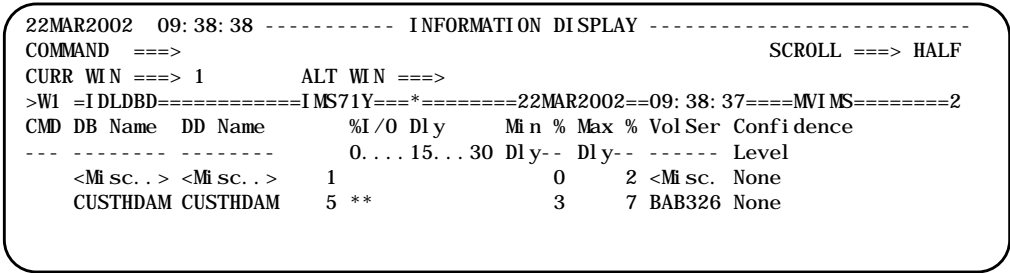 22MAR2002  09:38:38 ----------- INFORMATION DISPLAY ----------------------------
COMMAND  ===>                                                 SCROLL ===> HALF
CURR WIN ===> 1         ALT WIN ===>
>W1 =IDLDBD============IMS71Y===*========22MAR2002==09:38:37====MVIMS========2
CMD DB Name  DD Name       %I/O Dly     Min % Max % VolSer Confidence
--- -------- --------      0....15...30 Dly-- Dly-- ------ Level
    <Misc..> <Misc..>    1                  0     2 <Misc. None
    CUSTHDAM CUSTHDAM    5 **               3     7 BAB326 None